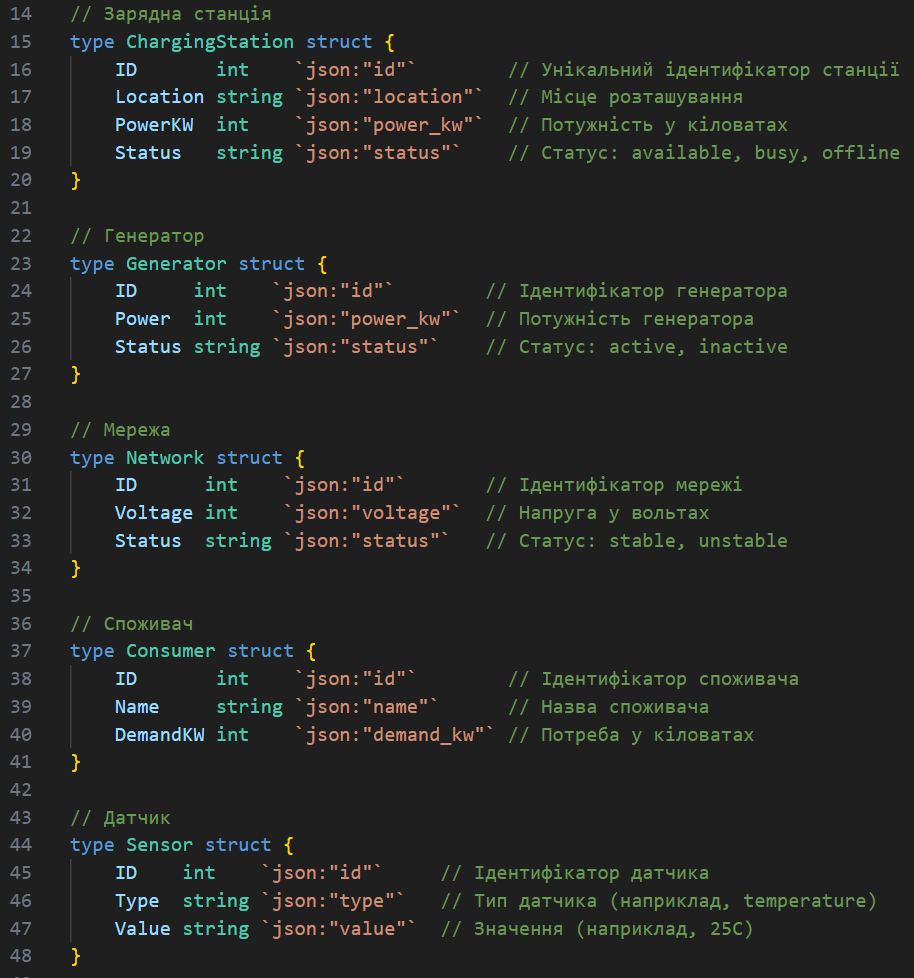 14 // Зарядна станція
15 type ChargingStation struct {
16     ID       int    `json:"id"`        // Унікальний ідентифікатор станції
17     Location string `json:"location"`  // Місце розташування
18     PowerKW  int    `json:"power_kw"`  // Потужність у кіловатах
19     Status   string `json:"status"`    // Статус: available, busy, offline
20 }
21
22 // Генератор
23 type Generator struct {
24     ID     int    `json:"id"`        // Ідентифікатор генератора
25     Power  int    `json:"power_kw"`  // Потужність генератора
26     Status string `json:"status"`    // Статус: active, inactive
27 }
28
29 // Мережа
30 type Network struct {
31     ID      int    `json:"id"`       // Ідентифікатор мережі
32     Voltage int    `json:"voltage"`  // Напруга у вольтах
33     Status  string `json:"status"`   // Статус: stable, unstable
34 }
35
36 // Споживач
37 type Consumer struct {
38     ID       int    `json:"id"`        // Ідентифікатор споживача
39     Name     string `json:"name"`      // Назва споживача
40     DemandKW int    `json:"demand_kw"` // Потреба у кіловатах
41 }
42
43 // Датчик
44 type Sensor struct {
45     ID    int    `json:"id"`     // Ідентифікатор датчика
46     Type  string `json:"type"`   // Тип датчика (наприклад, temperature)
47     Value string `json:"value"`  // Значення (наприклад, 25C)
48 }